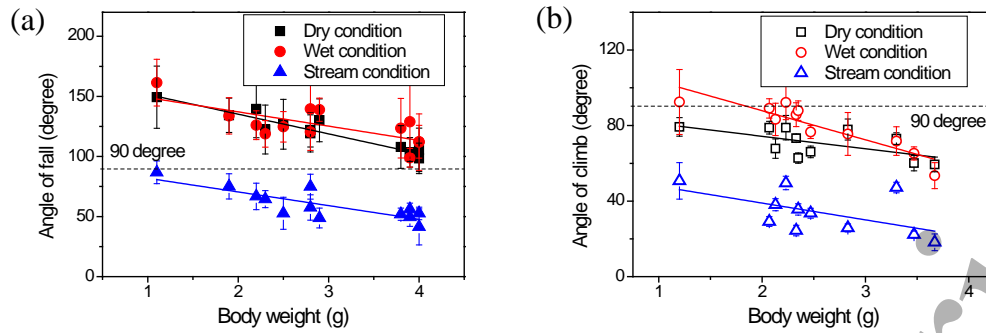 (a)
200
150
100
50
0
Angle of fall (degree)
Dry condition
Wet condition
Stream condition
90 degree
1
2
3
4
Body weight (g)
(b)
120
80
40
0
Angle of climb (degree)
Dry condition
Wet condition
Stream condition
90 degree
1
2
3
4
Body weight (g)